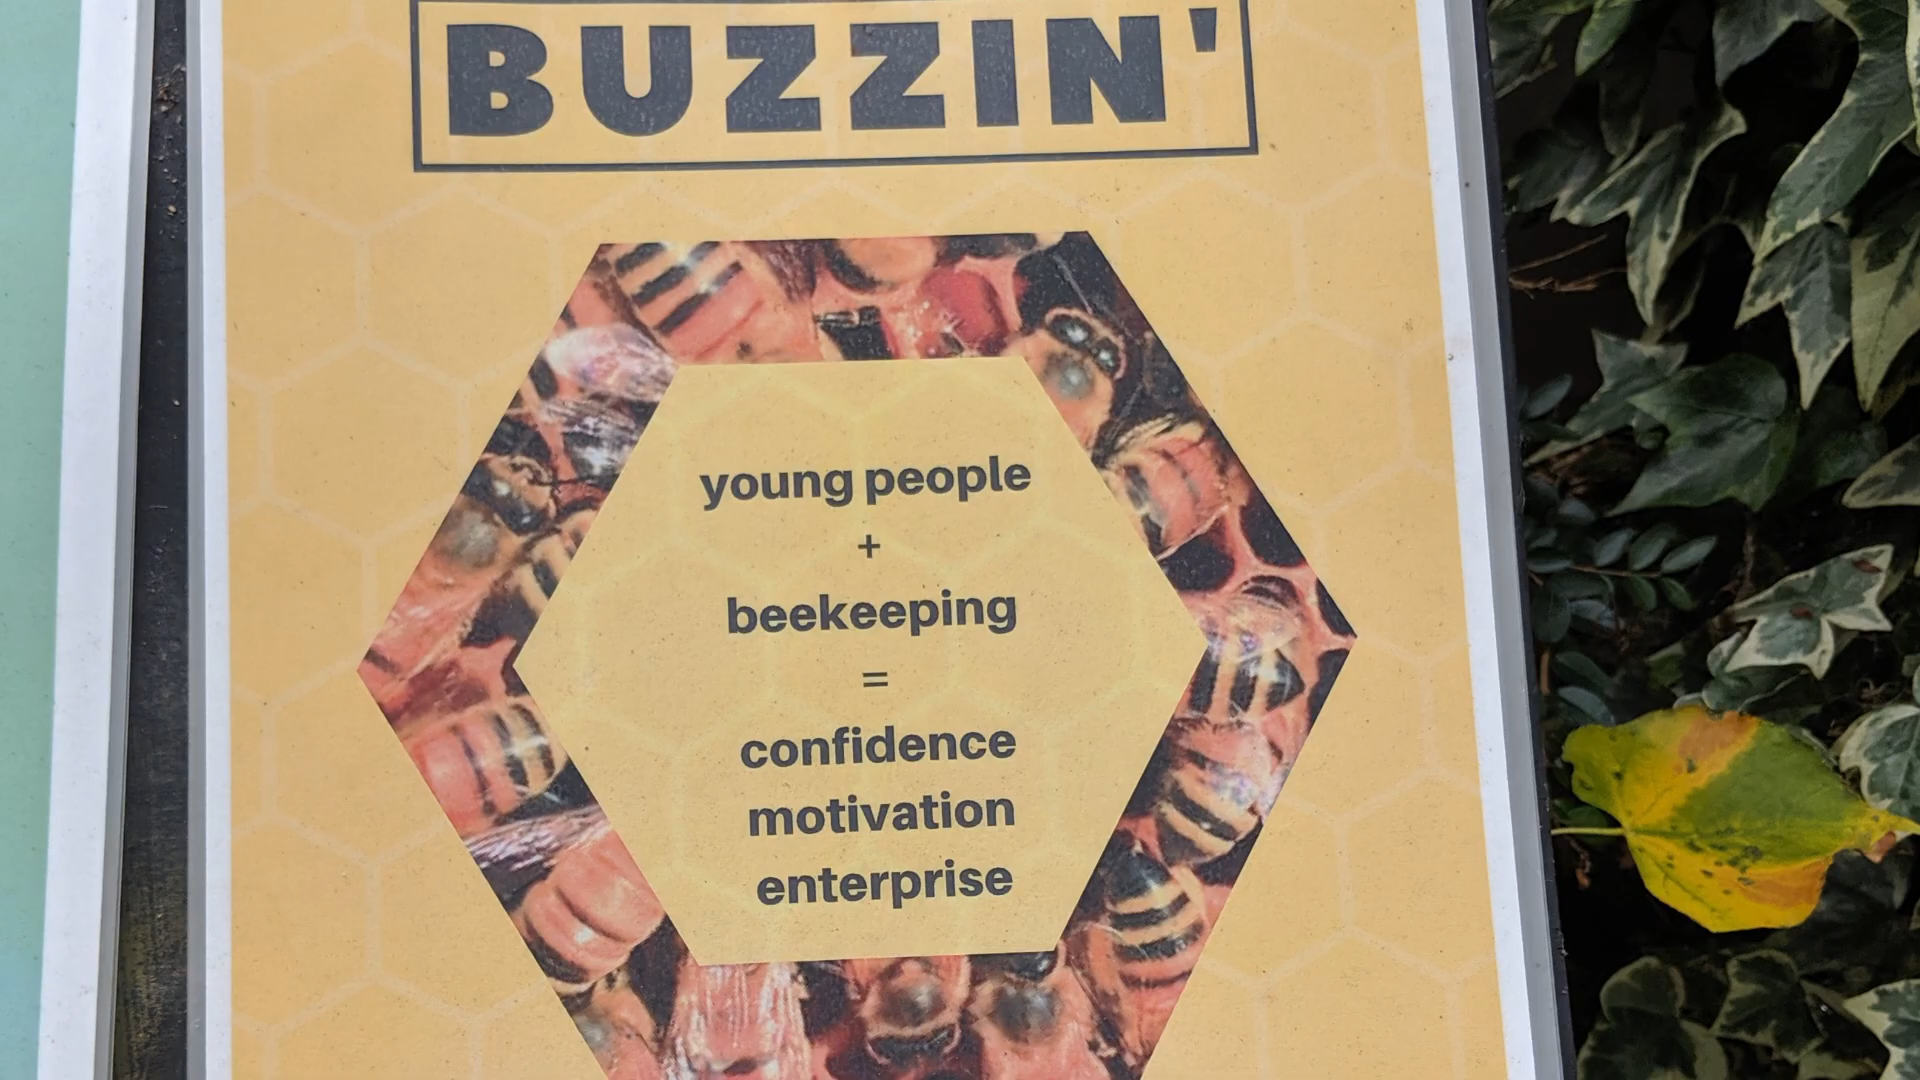 BUZZIN'
young people
+
beekeeping
=
confidence
motivation
enterprise